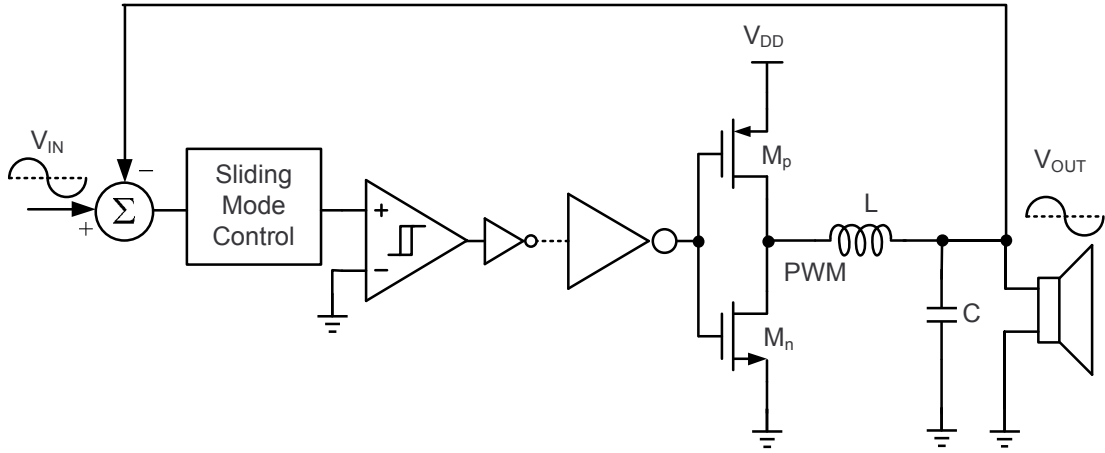 V_DD
V_IN
−
Sliding
Mode
Control
M_p
V_OUT
Σ
+
+
−
L
PWM
C
M_n